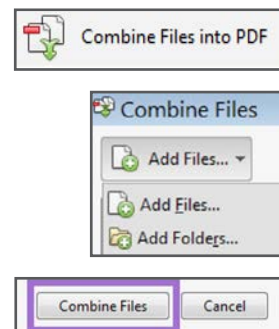 Combine Files into PDF
Combine Files
Add Files...
Add Files...
Add Folders...
Combine Files Cancel